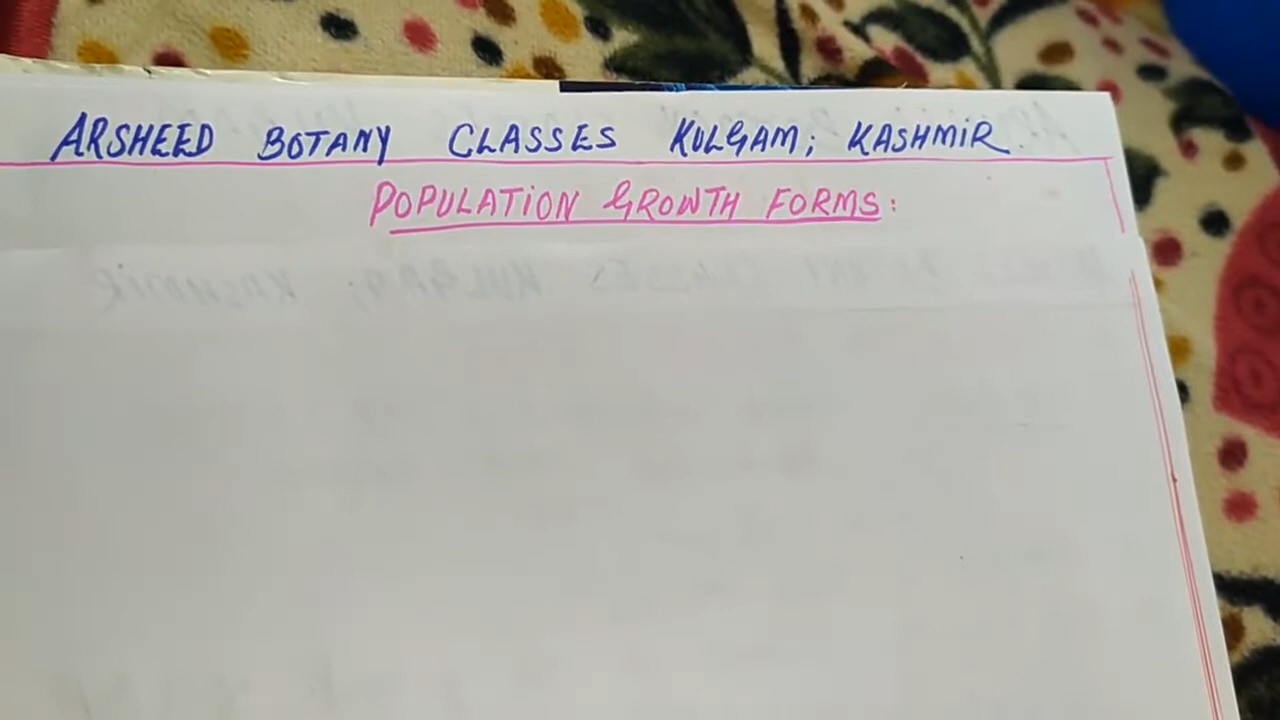 ARSHEED BOTANY CLASSES KULGAM; KASHMIR.
POPULATION GROWTH FORMS: